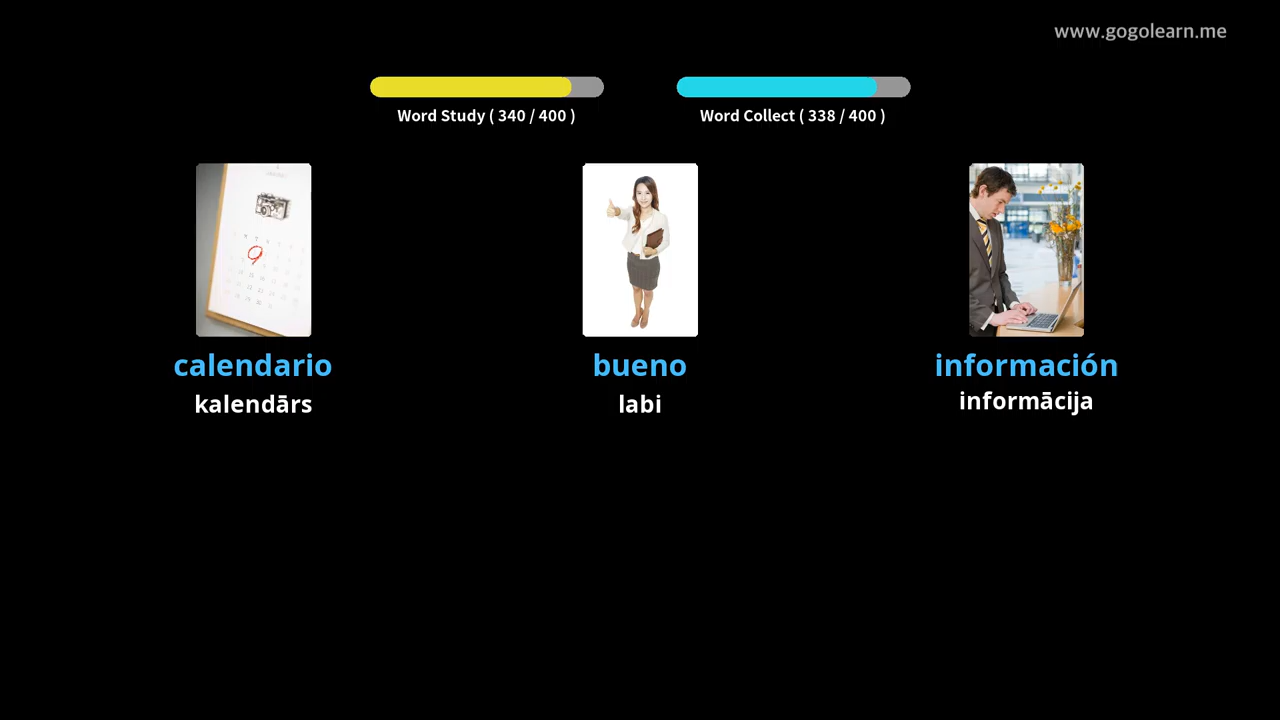 www.gogolearn.me
Word Study ( 340 / 400 )
Word Collect ( 338 / 400 )
calendario
kalendārs
bueno
labi
información
informācija